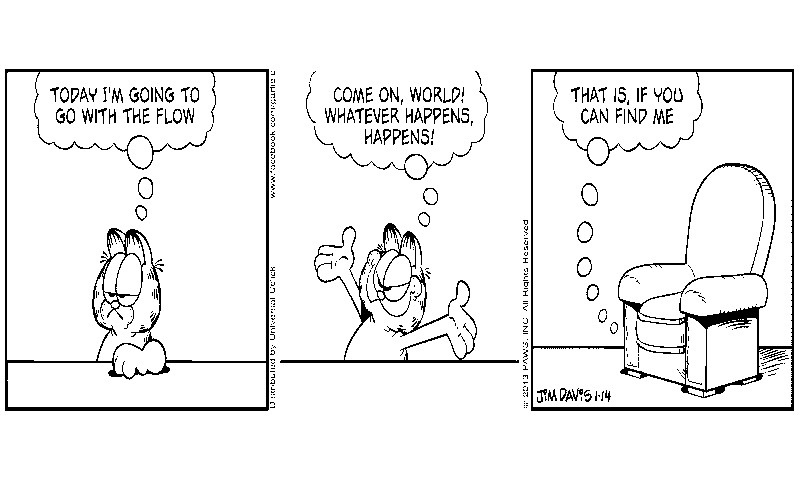 TODAY I'M GOING TO
GO WITH THE FLOW
www.facebook.com/garfield
Distributed by Universal Uclick
COME ON, WORLD!
WHATEVER HAPPENS,
HAPPENS!
© 2013 PAWS, INC. All Rights Reserved
THAT IS, IF YOU
CAN FIND ME
JIM DAVIS 1-14